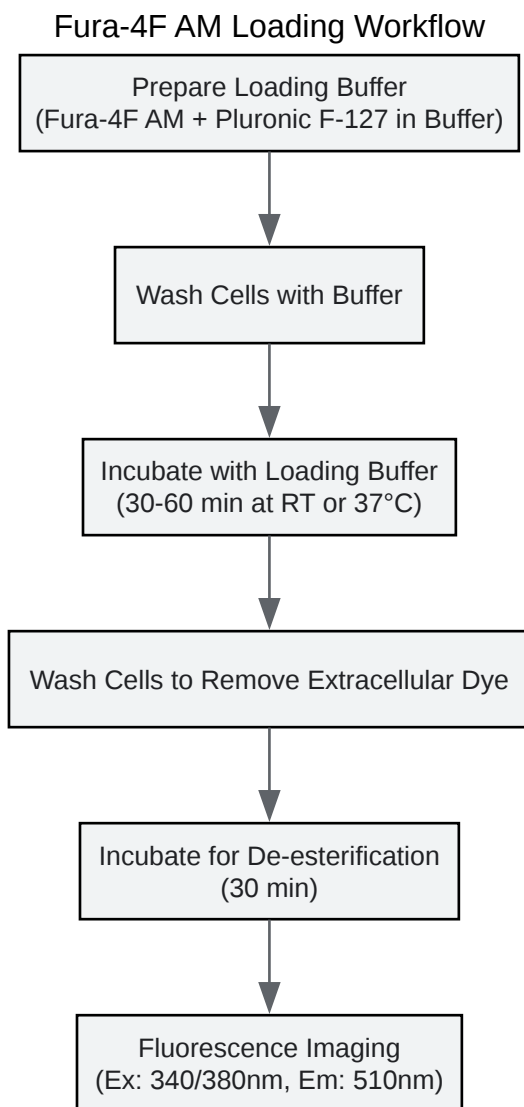 Fura-4F AM Loading Workflow
Prepare Loading Buffer
(Fura-4F AM + Pluronic F-127 in Buffer)
Wash Cells with Buffer
Incubate with Loading Buffer
(30-60 min at RT or 37°C)
Wash Cells to Remove Extracellular Dye
Incubate for De-esterification
(30 min)
Fluorescence Imaging
(Ex: 340/380nm, Em: 510nm)